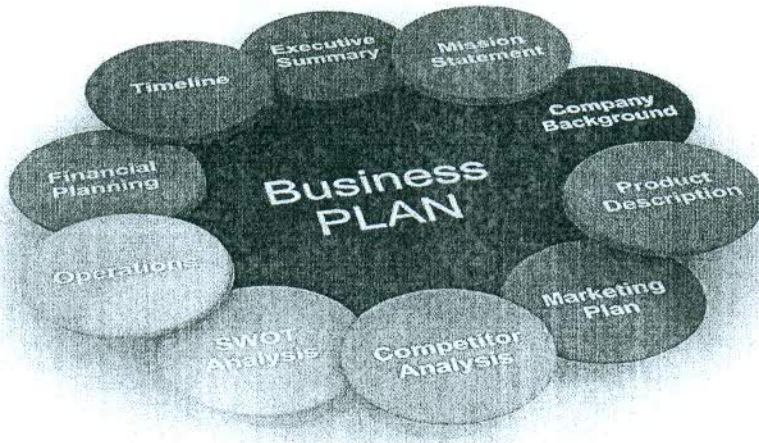 Executive
Summary
Mission
Statement
Company
Background
Product
Description
Marketing
Plan
Competitor
Analysis
SWOT
Analysis
Operations
Financial
Planning
Timeline
Business
PLAN